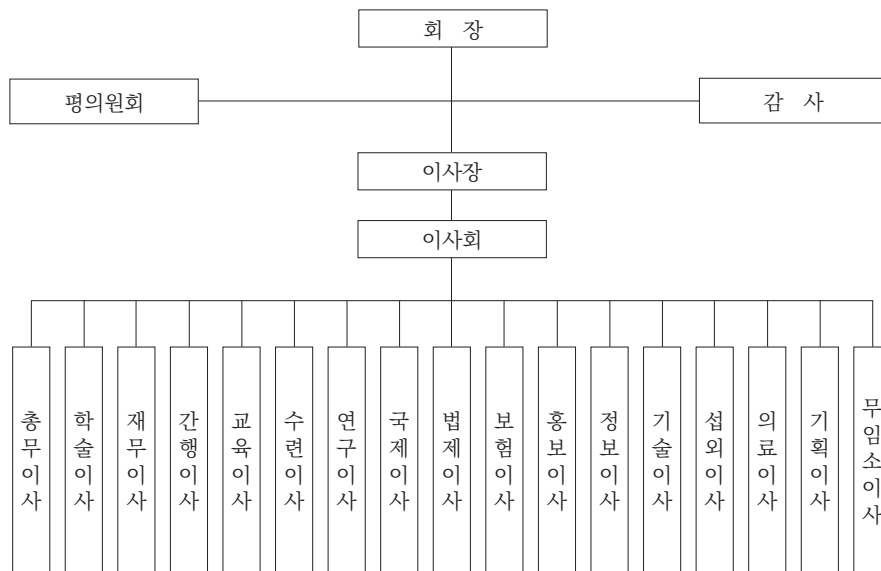 회 장
평의원회
감 사
이사장
이사회
총무이사
학술이사
재무이사
간행이사
교육이사
수련이사
연구이사
국제이사
법제이사
보험이사
홍보이사
정보이사
기술이사
섭외이사
의료이사
기획이사
무임소이사